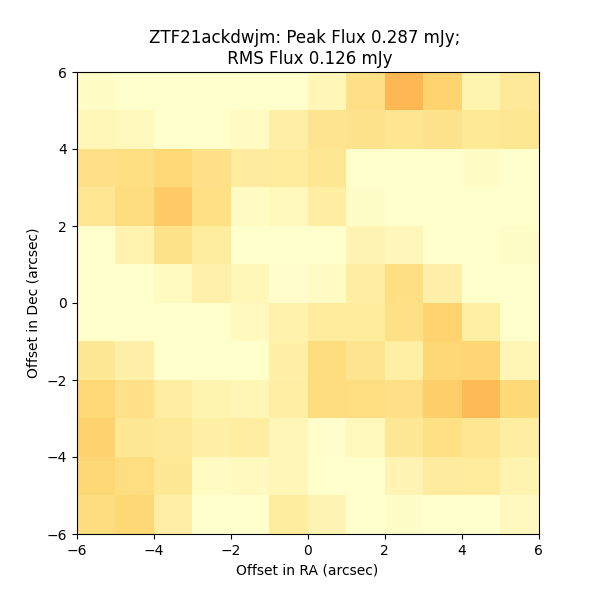 ZTF21ackdwjm: Peak Flux 0.287 mJy;
RMS Flux 0.126 mJy
6
4
2
0
−2
−4
−6
Offset in Dec (arcsec)
−6 −4 −2 0 2 4 6
Offset in RA (arcsec)